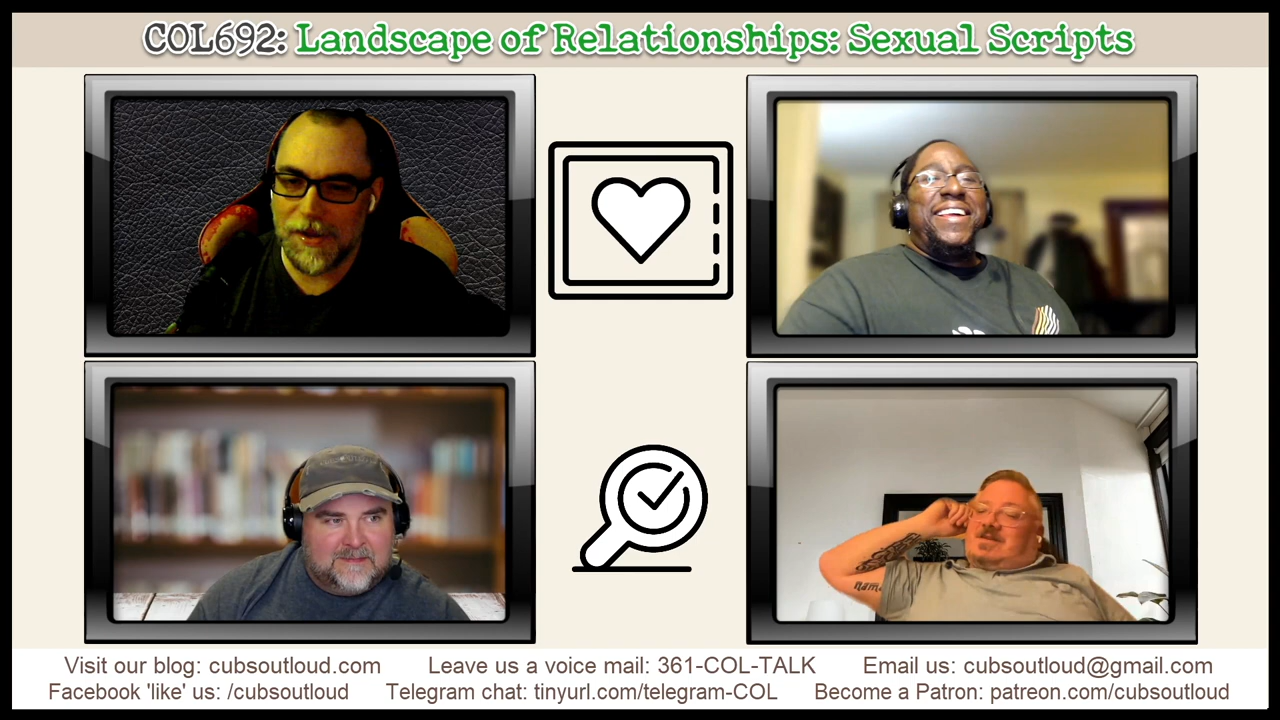 COL692: Landscape of Relationships: Sexual Scripts
Visit our blog: cubsoutloud.com Leave us a voice mail: 361-COL-TALK Email us: cubsoutloud@gmail.com
Facebook 'like' us: /cubsoutloud Telegram chat: tinyurl.com/telegram-COL Become a Patron: patreon.com/cubsoutloud